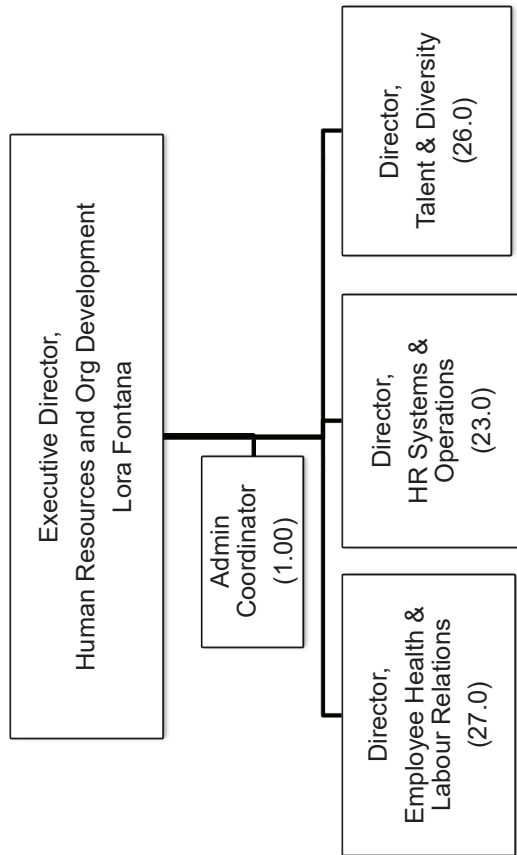 Executive Director,
Human Resources and Org Development
Lora Fontana
Admin
Coordinator
(1.00)
Director,
Employee Health &
Labour Relations
(27.0)
Director,
HR Systems &
Operations
(23.0)
Director,
Talent & Diversity
(26.0)